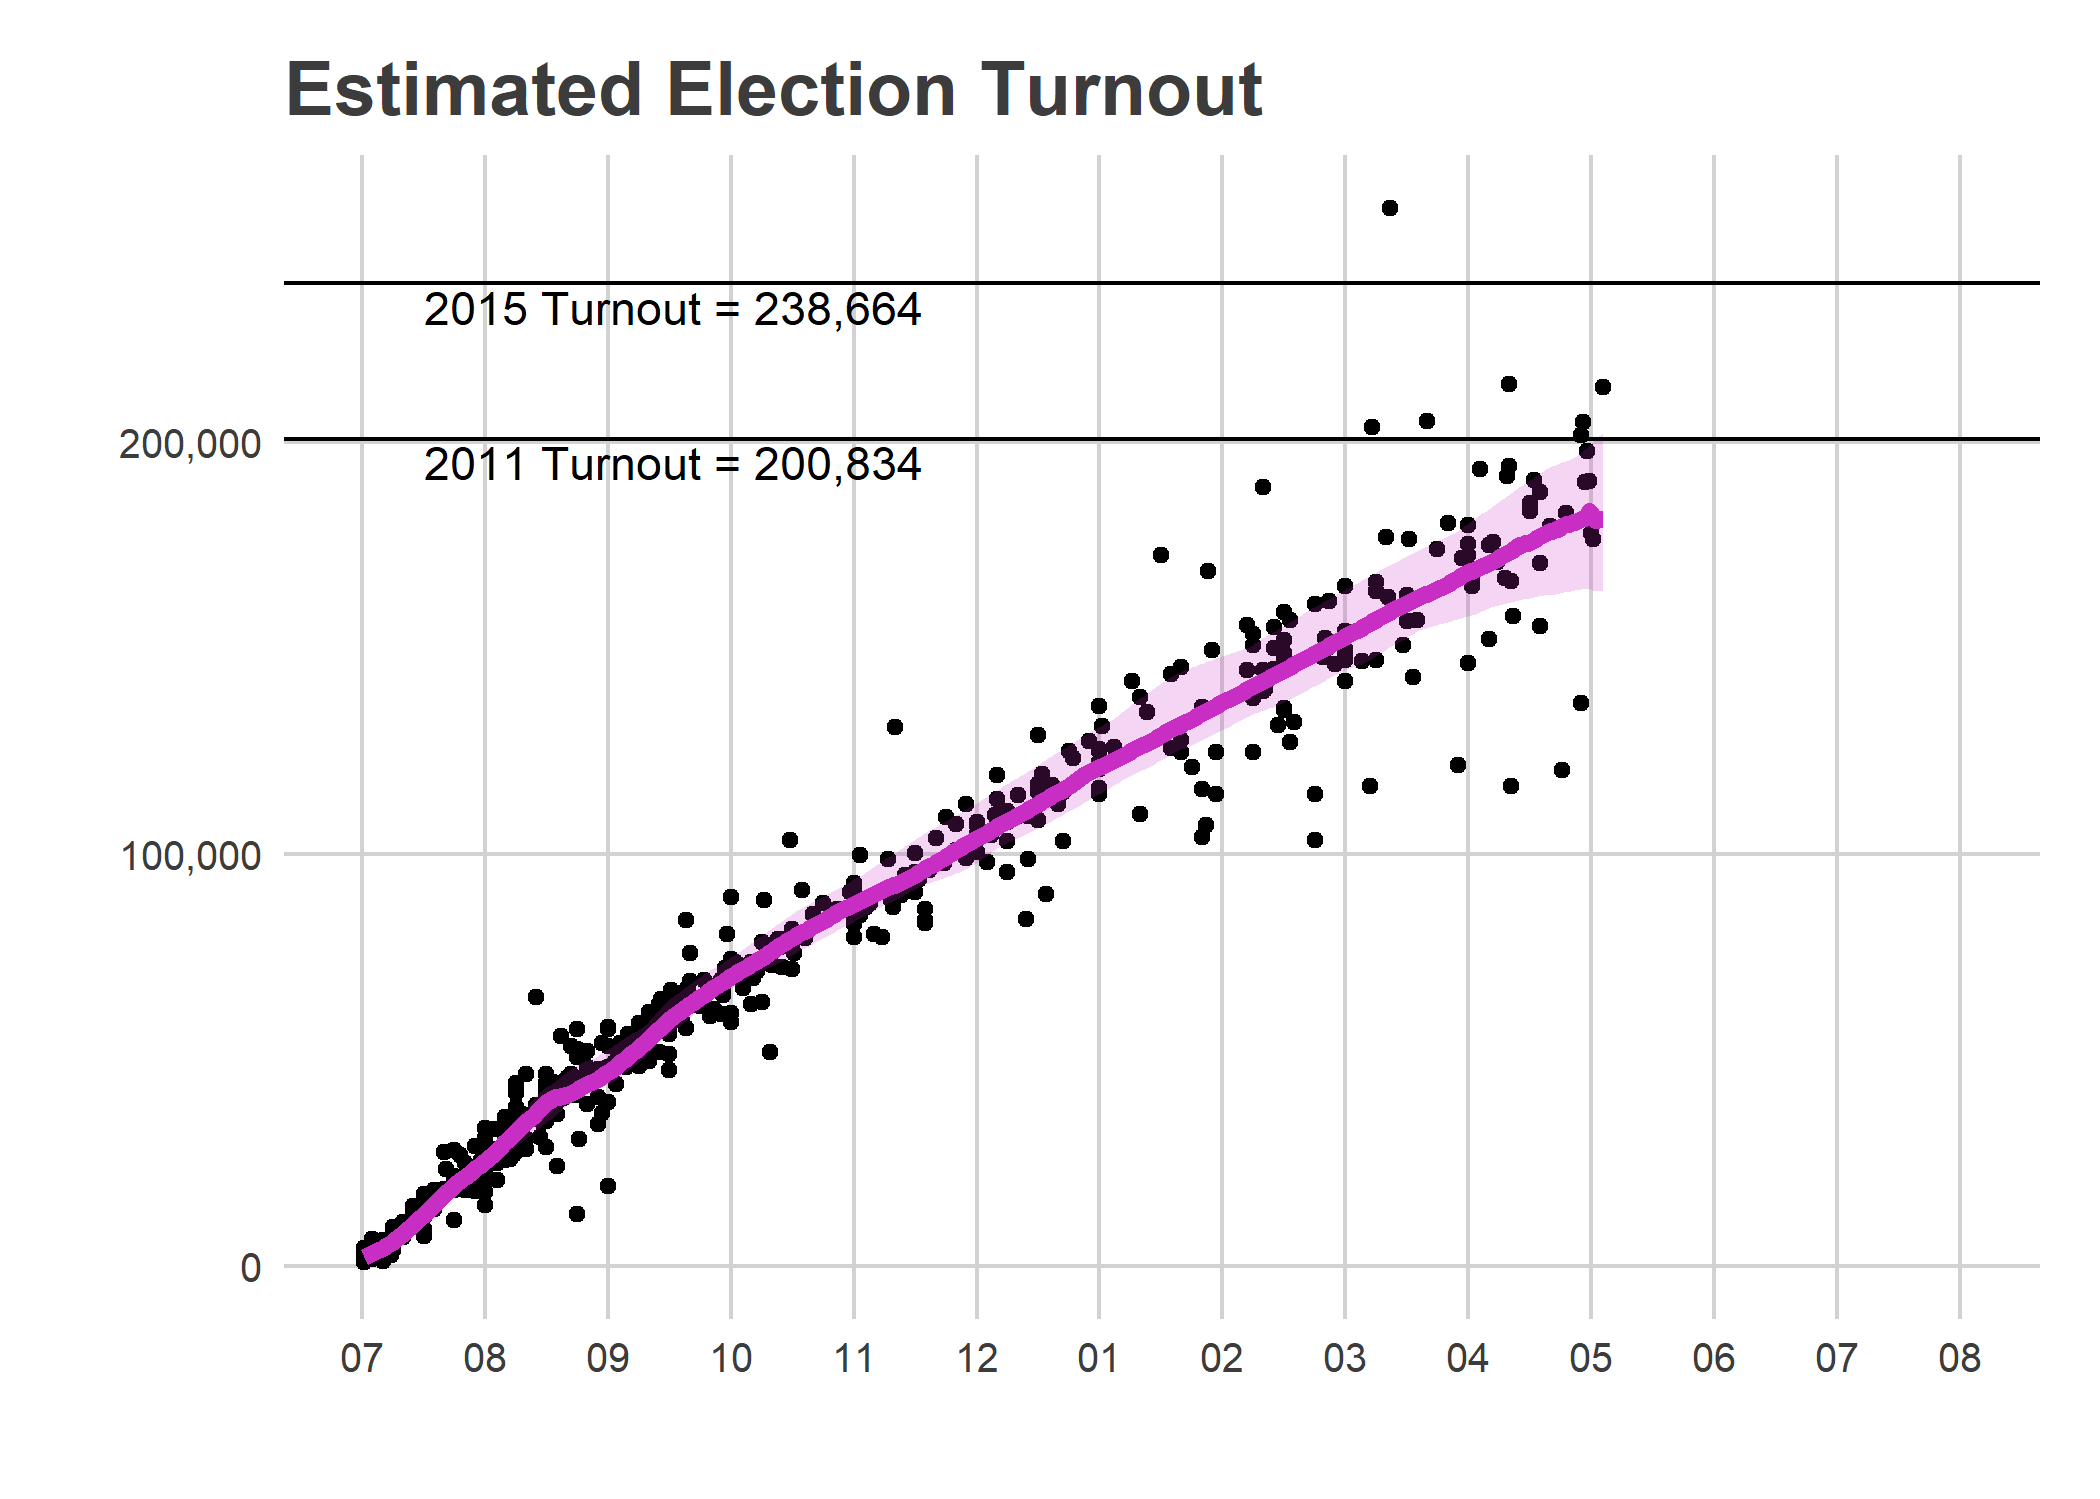 Estimated Election Turnout
2015 Turnout = 238,664
200,000
2011 Turnout = 200,834
100,000
0
07 08 09 10 11 12 01 02 03 04 05 06 07 08